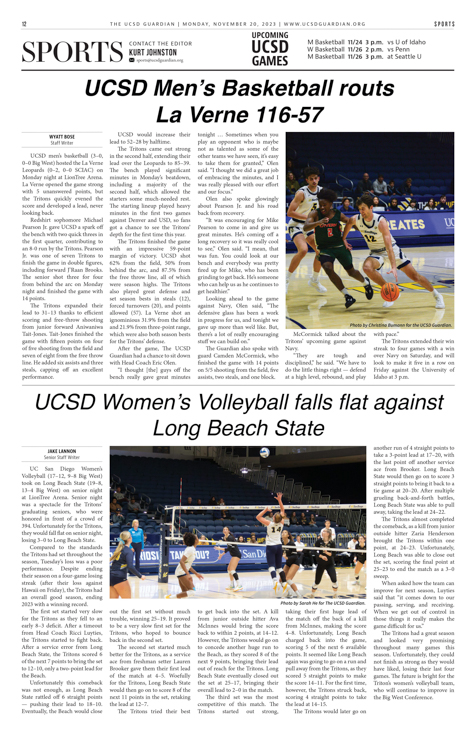 12
THE UCSD GUARDIAN | MONDAY, NOVEMBER 20, 2023 | WWW.UCSDGUARDIAN.ORG
SPORTS
SPORTS
CONTACT THE EDITOR
KURT JOHNSTON
sports@ucsdguardian.org
UPCOMING
UCSD
GAMES
M Basketball 11/24 3 p.m. vs U of Idaho
W Basketball 11/26 2 p.m. vs Penn
M Basketball 11/26 3 p.m. at Seattle U
UCSD Men's Basketball routs
La Verne 116-57
WYATT BOSE
Staff Writer
UCSD men's basketball (3–0,
0–0 Big West) hosted the La Verne
Leopards (0–2, 0–0 SCIAC) on
Monday night at LionTree Arena.
La Verne opened the game strong
with 5 unanswered points, but
the Tritons quickly evened the
score and developed a lead, never
looking back.
Redshirt sophomore Michael
Pearson Jr. gave UCSD a spark off
the bench with two quick threes in
the first quarter, contributing to
an 8-0 run by the Tritons. Pearson
Jr. was one of seven Tritons to
finish the game in double figures,
including forward J'Raan Brooks.
The senior shot three for four
from behind the arc on Monday
night and finished the game with
14 points.
The Tritons expanded their
lead to 31–13 thanks to efficient
scoring and free-throw shooting
from junior forward Aniwaniwa
Tait-Jones. Tait-Jones finished the
game with fifteen points on four
of five shooting from the field and
seven of eight from the free throw
line. He added six assists and three
steals, capping off an excellent
performance.
UCSD would increase their
lead to 52–28 by halftime.
The Tritons came out strong
in the second half, extending their
lead over the Leopards to 85–39.
The bench played significant
minutes in Monday's beatdown,
including a majority of the
second half, which allowed the
starters some much-needed rest.
The starting lineup played heavy
minutes in the first two games
against Denver and USD, so fans
got a chance to see the Tritons'
depth for the first time this year.
The Tritons finished the game
with an impressive 59-point
margin of victory. UCSD shot
62% from the field, 50% from
behind the arc, and 87.5% from
the free throw line, all of which
were season highs. The Tritons
also played great defense and
set season bests in steals (12),
forced turnovers (20), and points
allowed (57). La Verne shot an
ignominious 31.9% from the field
and 21.9% from three-point range,
which were also both season bests
for the Tritons' defense.
After the game, The UCSD
Guardian had a chance to sit down
with Head Coach Eric Olen.
"I thought [the] guys off the
bench really gave great minutes
tonight … Sometimes when you
play an opponent who is maybe
not as talented as some of the
other teams we have seen, it's easy
to take them for granted," Olen
said. "I thought we did a great job
of embracing the minutes, and I
was really pleased with our effort
and our focus."
Olen also spoke glowingly
about Pearson Jr. and his road
back from recovery.
"It was encouraging for Mike
Pearson to come in and give us
great minutes. He's coming off a
long recovery so it was really cool
to see," Olen said. "I mean, that
was fun. You could look at our
bench and everybody was pretty
fired up for Mike, who has been
grinding to get back. He's someone
who can help us as he continues to
get healthier."
Looking ahead to the game
against Navy, Olen said, "The
defensive glass has been a work
in progress for us, and tonight we
gave up more than we'd like. But,
there's a lot of really encouraging
stuff we can build on."
The Guardian also spoke with
guard Camden McCormick, who
finished the game with 14 points
on 5/5 shooting from the field, five
assists, two steals, and one block.
Photo by Christina Bumroni for the UCSD Guardian.
McCormick talked about the
Tritons' upcoming game against
Navy.
"They are tough and
disciplined," he said. "We have to
do the little things right — defend
at a high level, rebound, and play
with pace."
The Tritons extended their win
streak to four games with a win
over Navy on Saturday, and will
look to make it five in a row on
Friday against the University of
Idaho at 3 p.m.
UCSD Women's Volleyball falls flat against
Long Beach State
JAKE LANNON
Senior Staff Writer
UC San Diego Women's
Volleyball (17–12, 9–8 Big West)
took on Long Beach State (19–8,
13–4 Big West) on senior night
at LionTree Arena. Senior night
was a spectacle for the Tritons'
graduating seniors, who were
honored in front of a crowd of
394. Unfortunately for the Tritons,
they would fall flat on senior night,
losing 3–0 to Long Beach State.
Compared to the standards
the Tritons had set throughout the
season, Tuesday's loss was a poor
performance. Despite ending
their season on a four-game losing
streak (after their loss against
Hawaii on Friday), the Tritons had
an overall good season, ending
2023 with a winning record.
The first set started very slow
for the Tritons as they fell to an
early 8–3 deficit. After a timeout
from Head Coach Ricci Luyties,
the Tritons started to fight back.
After a service error from Long
Beach State, the Tritons scored 6
of the next 7 points to bring the set
to 12–10, only a two-point lead for
the Beach.
Unfortunately this comeback
was not enough, as Long Beach
State rattled off 6 straight points
— pushing their lead to 18–10.
Eventually, the Beach would close
out the first set without much
trouble, winning 25–19. It proved
to be a very slow first set for the
Tritons, who hoped to bounce
back in the second set.
The second set started much
better for the Tritons, as a service
ace from freshman setter Lauren
Brooker gave them their first lead
of the match at 4–5. Woefully
for the Tritons, Long Beach State
would then go on to score 8 of the
next 11 points in the set, retaking
the lead at 12–7.
The Tritons tried their best
to get back into the set. A kill
from junior outside hitter Ava
McInnes would bring the score
back to within 2 points, at 14–12.
However, the Tritons would go on
to concede another huge run to
the Beach, as they scored 8 of the
next 9 points, bringing their lead
out of reach for the Tritons. Long
Beach State eventually closed out
the set at 25–17, bringing their
overall lead to 2–0 in the match.
The third set was the most
competitive of this match. The
Tritons started out strong,
Photo by Sarah He for The UCSD Guardian.
taking their first huge lead of
the match off the back of a kill
from McInnes, making the score
4–8. Unfortunately, Long Beach
charged back into the game,
scoring 5 of the next 6 available
points. It seemed like Long Beach
again was going to go on a run and
pull away from the Tritons, as they
scored 5 straight points to make
the score 14–11. For the first time,
however, the Tritons struck back,
scoring 4 straight points to take
the lead at 14–15.
The Tritons would later go on
another run of 4 straight points to
take a 3-point lead at 17–20, with
the last point off another service
ace from Brooker. Long Beach
State would then go on to score 3
straight points to bring it back to a
tie game at 20–20. After multiple
grueling back-and-forth battles,
Long Beach State was able to pull
away, taking the lead at 24–22.
The Tritons almost completed
the comeback, as a kill from junior
outside hitter Zaria Henderson
brought the Tritons within one
point, at 24–23. Unfortunately,
Long Beach was able to close out
the set, scoring the final point at
25–23 to end the match as a 3–0
sweep.
When asked how the team can
improve for next season, Luyties
said that "it comes down to our
passing, serving, and receiving.
When we get out of control in
those things it really makes the
game difficult for us."
The Tritons had a great season
and looked very promising
throughout many games this
season. Unfortunately, they could
not finish as strong as they would
have liked, losing their last four
games. The future is bright for the
Triton women's volleyball team,
who will continue to improve in
the Big West Conference.